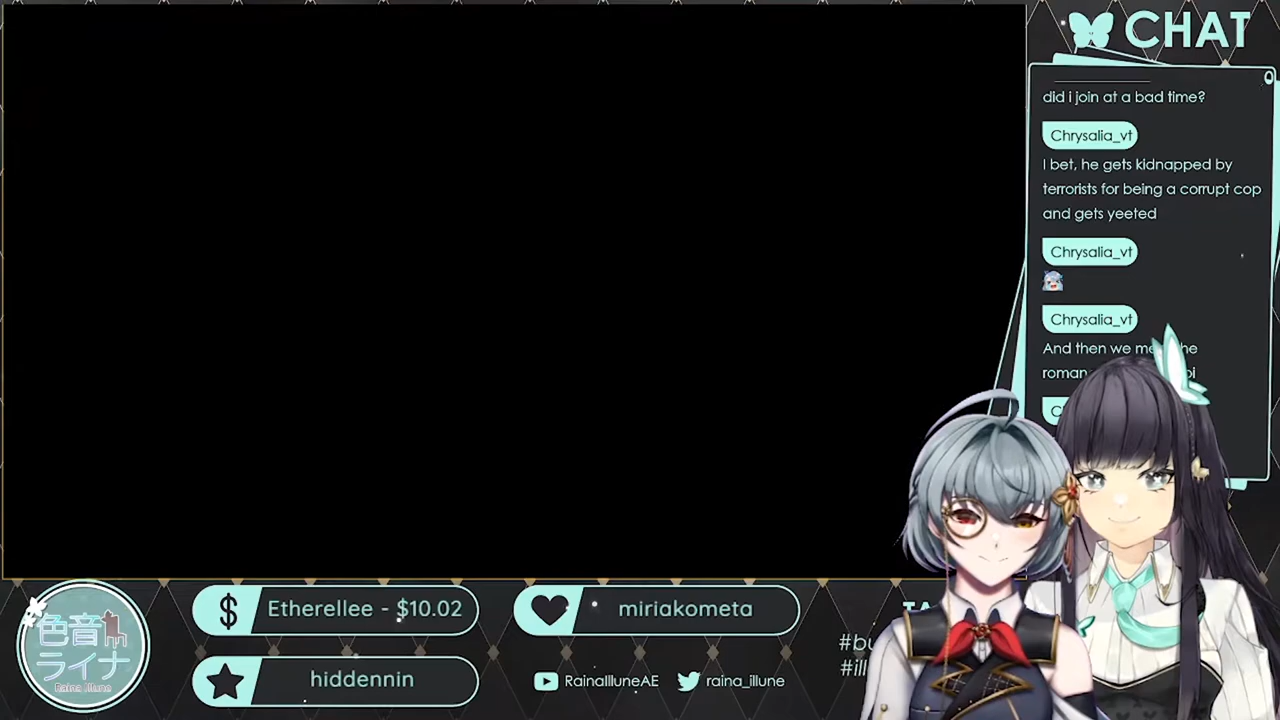 CHAT
did i join at a bad time?
Chrysalia_vt
I bet, he gets kidnapped by
terrorists for being a corrupt cop
and gets yeeted
Chrysalia_vt
Chrysalia_vt
And then we me he
roman
$ Etherellee - $10.02
miriakometa
hiddennin
RainaIlluneAE
raina_illune
TA
#bu
#ill
色音
ライナ
Raina Illune